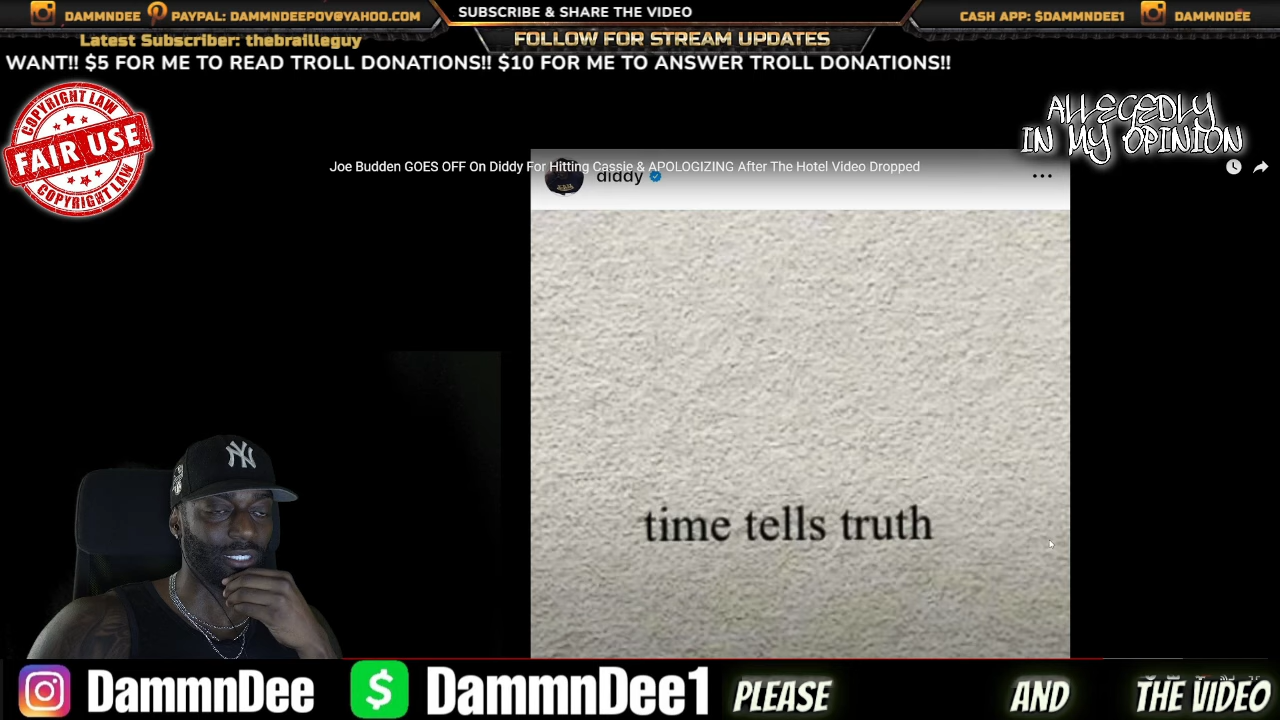 DAMMNDEE
PAYPAL: DAMMNDEEPOV@YAHOO.COM
SUBSCRIBE & SHARE THE VIDEO
CASH APP: $DAMMNDEE1
DAMMNDEE
Latest Subscriber: thebrailleguy
FOLLOW FOR STREAM UPDATES
WANT!! $5 FOR ME TO READ TROLL DONATIONS!! $10 FOR ME TO ANSWER TROLL DONATIONS!!
COPYRIGHT LAW
FAIR USE
COPYRIGHT LAW
ALLEGEDLY
IN MY OPINION
Joe Budden GOES OFF On Diddy For Hitting Cassie & APOLOGIZING After The Hotel Video Dropped
diddy
time tells truth
NY
DammnDee
$
DammnDee1
PLEASE AND THE VIDEO